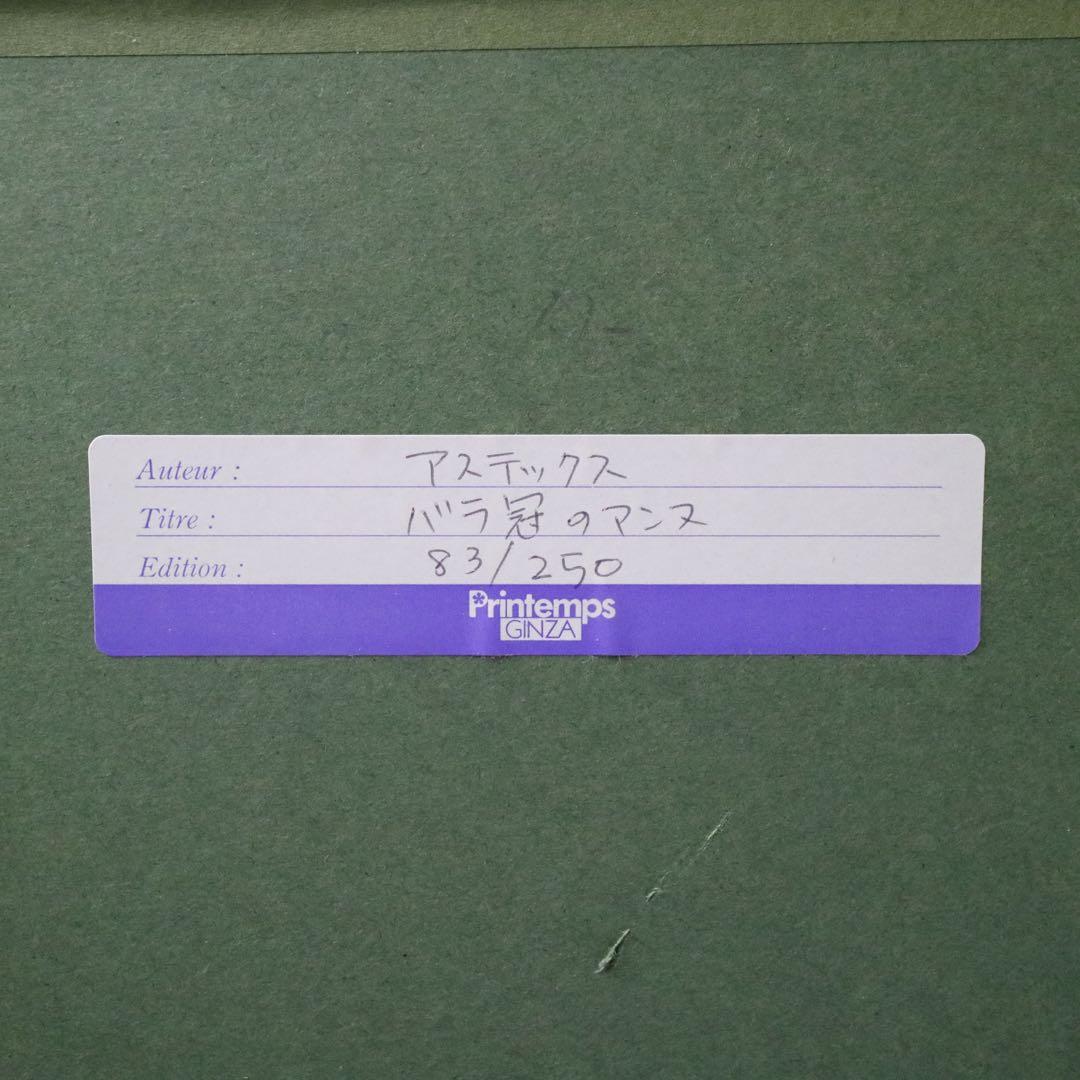 Auteur : アステックス
Titre : バラ冠のアンヌ
Edition : 83/250
Printemps
GINZA